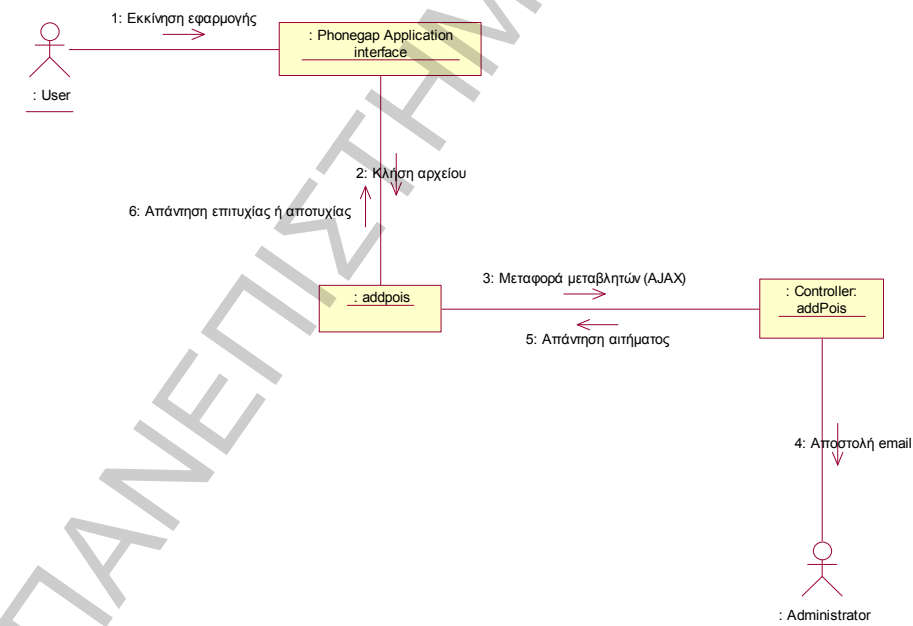 1: Εκκίνηση εφαρμογής
: Phonegap Application
interface
: User
2: Κλήση αρχείου
6: Απάντηση επιτυχίας ή αποτυχίας
: addpois
3: Μεταφορά μεταβλητών (AJAX)
: Controller:
addPois
5: Απάντηση αιτήματος
4: Αποστολή email
: Administrator
ΠΑΝΕΠΙΣΤΗΜ